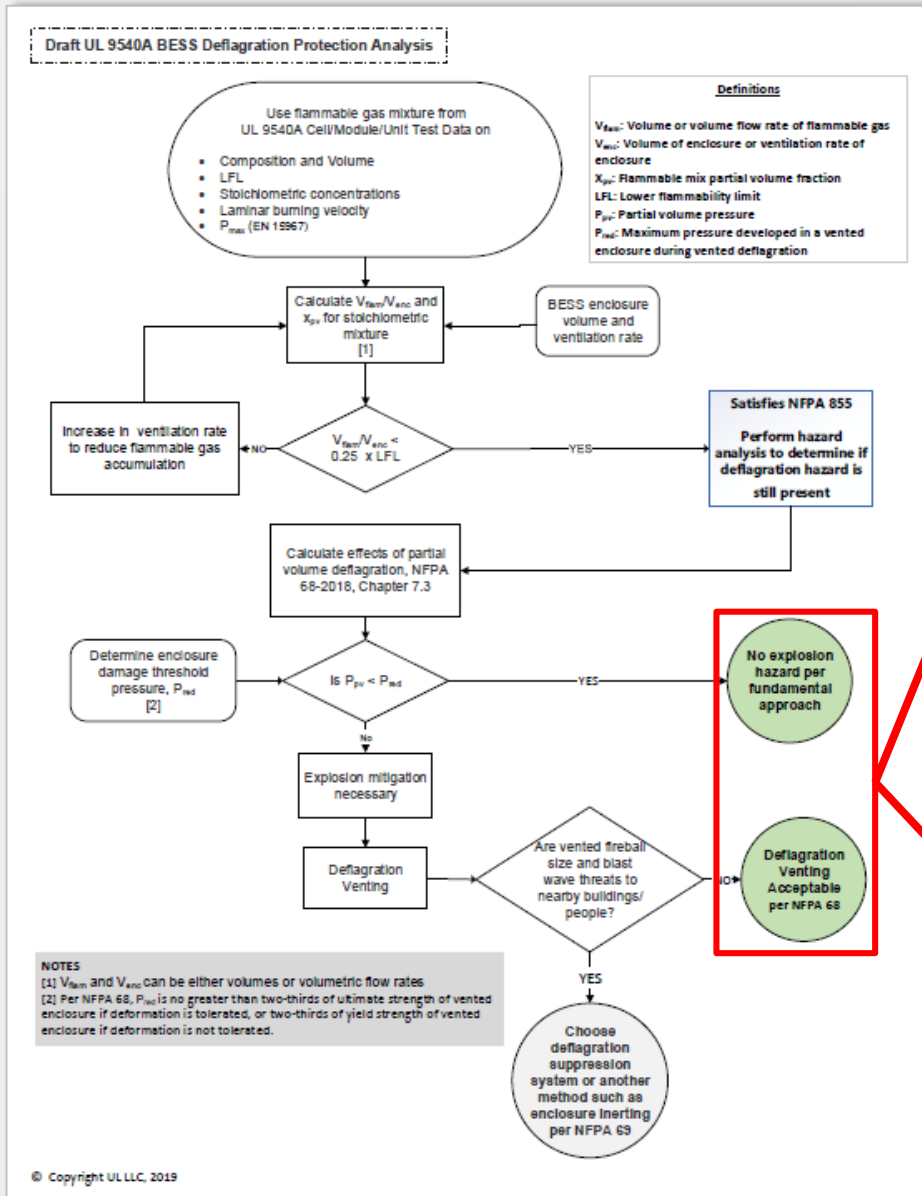 Draft UL 9540A BESS Deflagration Protection Analysis
Use flammable gas mixture from
UL 9540A Cell/Module/Unit Test Data on
• Composition and Volume
• LFL
• Stoichiometric concentrations
• Laminar burning velocity
• Pmax (EN 15967)
Definitions
Vflam: Volume or volume flow rate of flammable gas
Venc: Volume of enclosure or ventilation rate of
enclosure
Xpv: Flammable mix partial volume fraction
LFL: Lower flammability limit
Ppv: Partial volume pressure
Pred: Maximum pressure developed in a vented
enclosure during vented deflagration
Calculate Vflam/Venc and
xpv for stoichiometric
mixture
[1]
BESS enclosure
volume and
ventilation rate
Increase in ventilation rate
to reduce flammable gas
accumulation
NO
Vflam/Venc <
0.25 x LFL
YES
Satisfies NFPA 855
Perform hazard
analysis to determine if
deflagration hazard is
still present
Calculate effects of partial
volume deflagration, NFPA
68-2018, Chapter 7.3
Determine enclosure
damage threshold
pressure, Pred
[2]
Is Ppv < Pred
YES
No explosion
hazard per
fundamental
approach
No
Explosion mitigation
necessary
Deflagration
Venting
Are vented fireball
size and blast
wave threats to
nearby buildings/
people?
NO
Deflagration
Venting
Acceptable
per NFPA 68
YES
Choose
deflagration
suppression
system or another
method such as
enclosure inerting
per NFPA 69
NOTES
[1] Vflam and Venc can be either volumes or volumetric flow rates
[2] Per NFPA 68, Pred is no greater than two-thirds of ultimate strength of vented
enclosure if deformation is tolerated, or two-thirds of yield strength of vented
enclosure if deformation is not tolerated.
© Copyright UL LLC, 2019